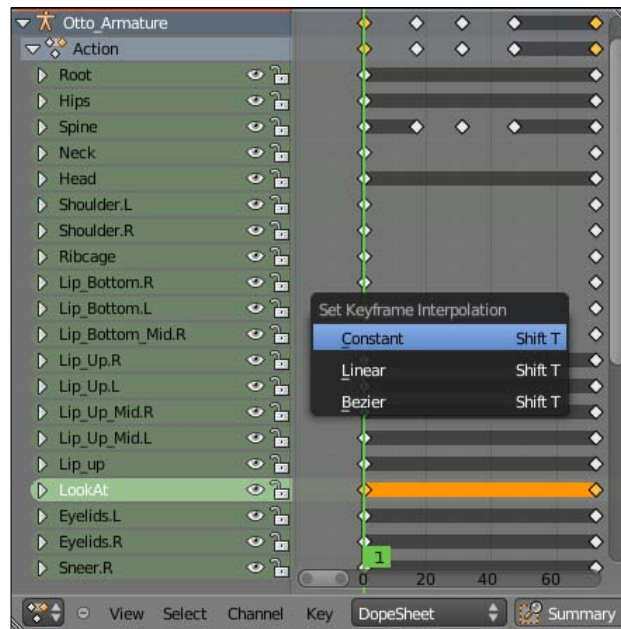 Otto_Armature
Action
Root
Hips
Spine
Neck
Head
Shoulder.L
Shoulder.R
Ribcage
Lip_Bottom.R
Lip_Bottom.L
Lip_Bottom_Mid.R
Lip_Up.R
Lip_Up.L
Lip_Up_Mid.R
Lip_Up_Mid.L
Lip_up
LookAt
Eyelids.L
Eyelids.R
Sneer.R
Set Keyframe Interpolation
Constant Shift T
Linear Shift T
Bezier Shift T
1
0 20 40 60
View Select Channel Key DopeSheet Summary